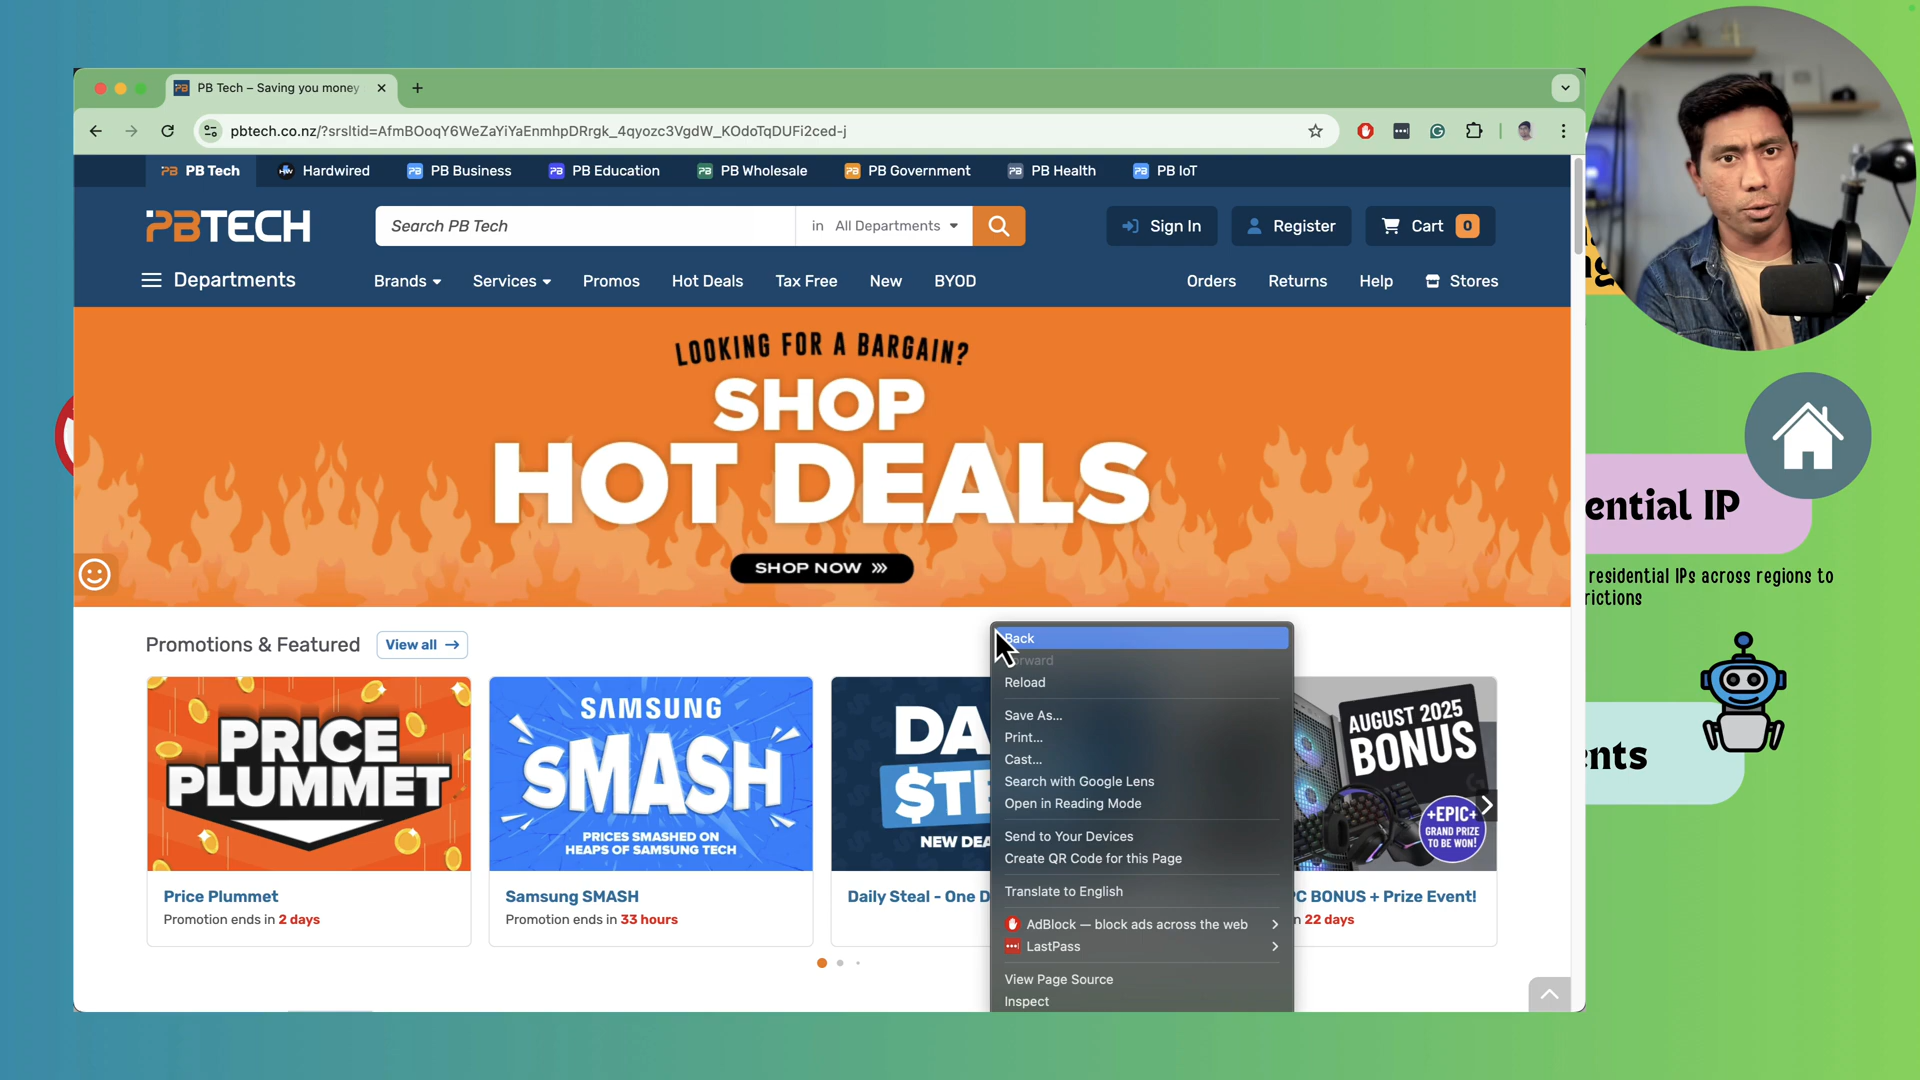 PB Tech – Saving you money
pbtech.co.nz/?srsltid=AfmBOoqY6WeZaYiYaEnmhpDRrgk_4qyozc3VgdW_KOdoTqDUFi2ced-j
PB Tech Hardwired PB Business PB Education PB Wholesale PB Government PB Health PB IoT
PBTECH
Search PB Tech
in All Departments
Sign In
Register
Cart 0
Departments
Brands Services Promos Hot Deals Tax Free New BYOD
Orders Returns Help Stores
LOOKING FOR A BARGAIN?
SHOP
HOT DEALS
SHOP NOW »»
Promotions & Featured
View all →
PRICE
PLUMMET
Price Plummet
Promotion ends in 2 days
SAMSUNG
SMASH
PRICES SMASHED ON
HEAPS OF SAMSUNG TECH
Samsung SMASH
Promotion ends in 33 hours
DA
$TE
NEW DEA
Daily Steal - One D
Back
rward
Reload
Save As...
Print...
Cast...
Search with Google Lens
Open in Reading Mode
Send to Your Devices
Create QR Code for this Page
Translate to English
AdBlock — block ads across the web
LastPass
View Page Source
Inspect
AUGUST 2025
BONUS
+EPIC+
GRAND PRIZE
TO BE WON!
PC BONUS + Prize Event!
n 22 days
ential IP
residential IPs across regions to
rictions
nts